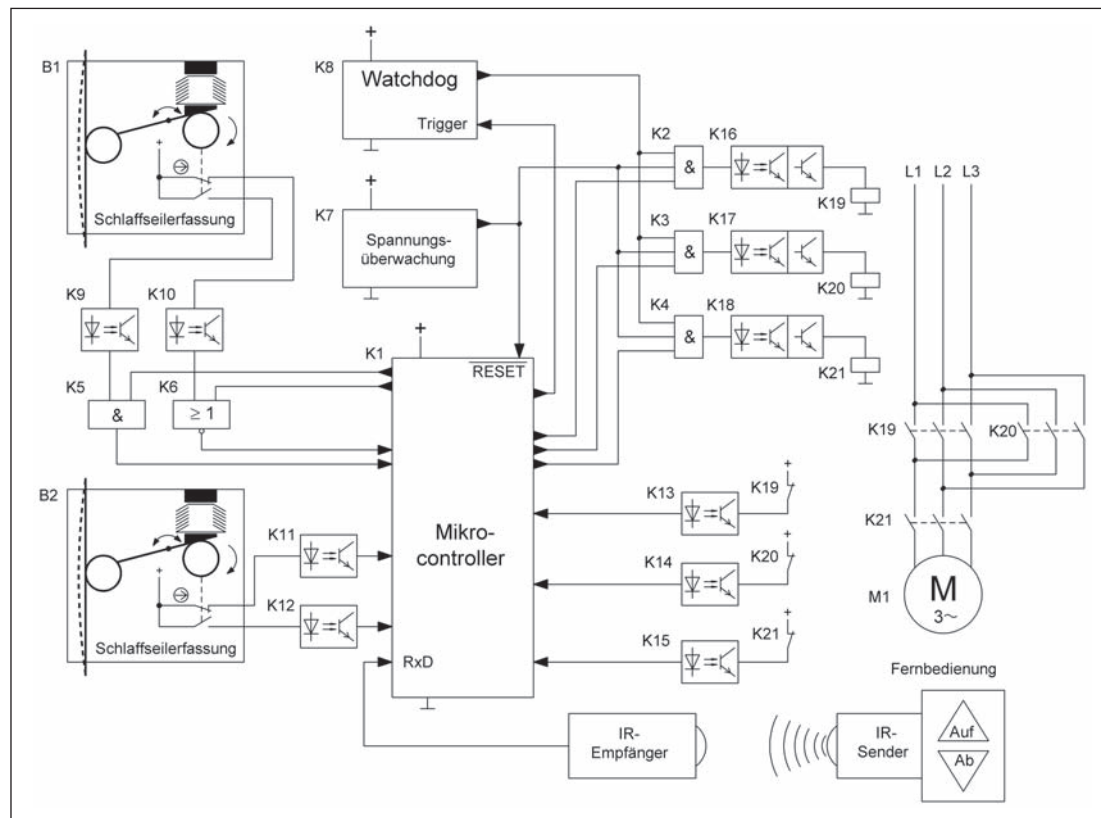 B1
Schlaffseilerfassung
K8
Watchdog
Trigger
K7
Spannungs-
überwachung
K2
&
K16
K19
K3
&
K17
K20
K4
&
K18
K21
L1
L2
L3
K9
K10
K5
&
K6
≥ 1
K1
RESET
Mikro-
controller
RxD
K19
K20
K21
M1
M
3~
B2
Schlaffseilerfassung
K11
K12
K13
K19
K14
K20
K15
K21
IR-
Empfänger
Fernbedienung
IR-
Sender
Auf
Ab